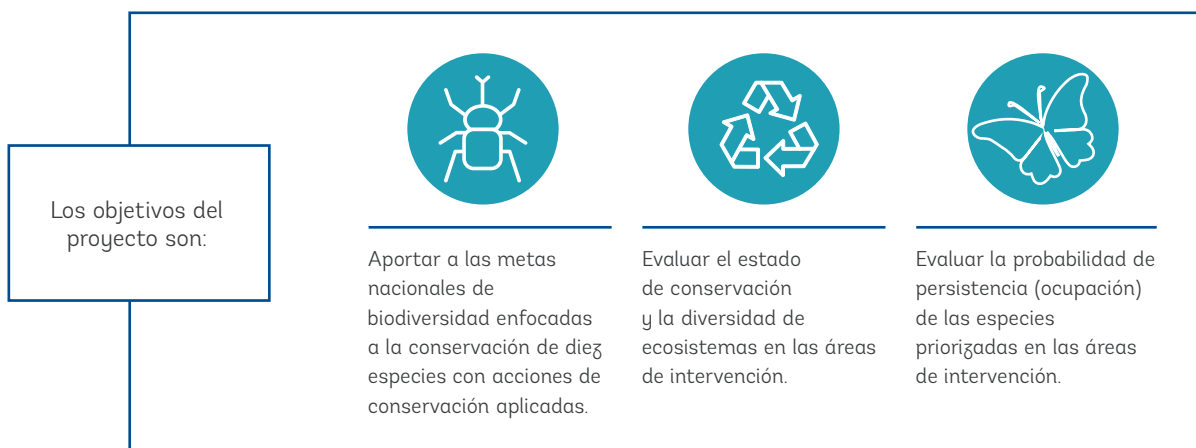 Los objetivos del
proyecto son:
Aportar a las metas
nacionales de
biodiversidad enfocadas
a la conservación de diez
especies con acciones de
conservación aplicadas.
Evaluar el estado
de conservación
y la diversidad de
ecosistemas en las áreas
de intervención.
Evaluar la probabilidad de
persistencia (ocupación)
de las especies
priorizadas en las áreas
de intervención.